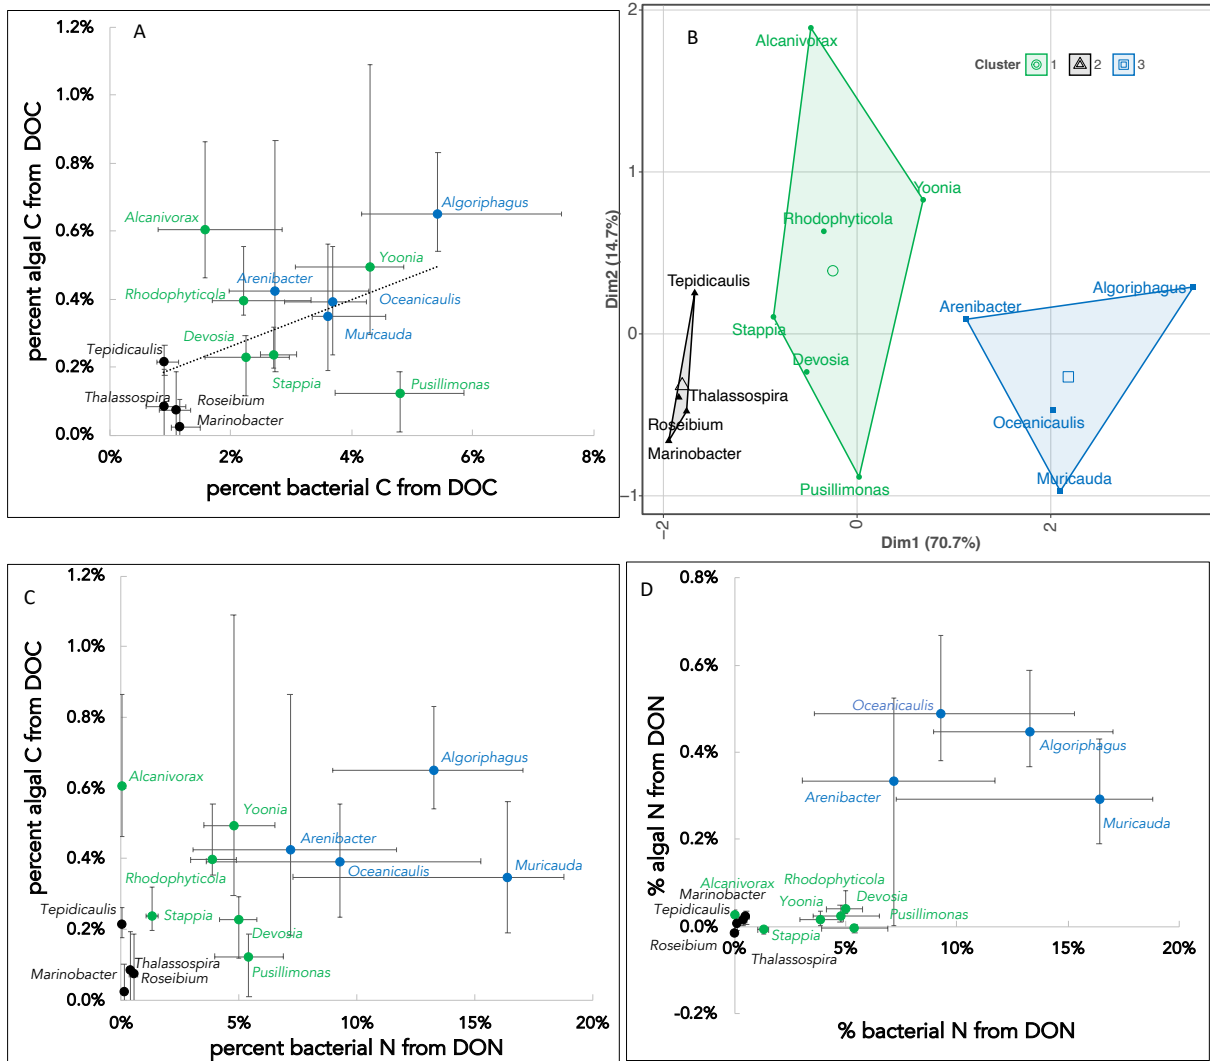 A
1.2%
1.0%
0.8%
0.6%
0.4%
0.2%
0.0%
0%
2%
4%
6%
8%
percent algal C from DOC
percent bacterial C from DOC
Alcanivorax
Algoriphagus
Yoonia
Arenibacter
Rhodophyticola
Oceanicaulis
Muricauda
Devosia
Tepidicaulis
Stappia
Pusillimonas
Thalassospira
Roseibium
Marinobacter
B
2
1
0
−1
−2
0
2
Dim2 (14.7%)
Dim1 (70.7%)
Cluster 1 2 3
Alcanivorax
Yoonia
Rhodophyticola
Tepidicaulis
Algoriphagus
Arenibacter
Stappia
Devosia
Thalassospira
Roseibium
Oceanicaulis
Marinobacter
Muricauda
Pusillimonas
C
1.2%
1.0%
0.8%
0.6%
0.4%
0.2%
0.0%
0%
5%
10%
15%
20%
percent algal C from DOC
percent bacterial N from DON
Alcanivorax
Algoriphagus
Yoonia
Arenibacter
Rhodophyticola
Oceanicaulis
Muricauda
Tepidicaulis
Stappia
Devosia
Thalassospira
Marinobacter
Roseibium
Pusillimonas
D
0.8%
0.6%
0.4%
0.2%
0.0%
-0.2%
0%
5%
10%
15%
20%
% algal N from DON
% bacterial N from DON
Oceanicaulis
Algoriphagus
Arenibacter
Muricauda
Alcanivorax
Rhodophyticola
Marinobacter
Devosia
Tepidicaulis
Yoonia
Pusillimonas
Roseibium
Stappia
Thalassospira